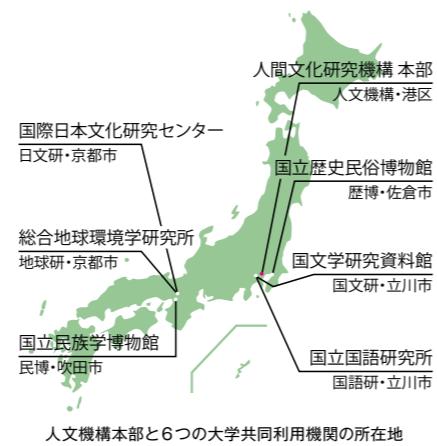 人間文化研究機構 本部
人文機構・港区
国際日本文化研究センター
日文研・京都市
国立歴史民俗博物館
歴博・佐倉市
総合地球環境学研究所
地球研・京都市
国文学研究資料館
国文研・立川市
国立民族学博物館
民博・吹田市
国立国語研究所
国語研・立川市
人文機構本部と6つの大学共同利用機関の所在地